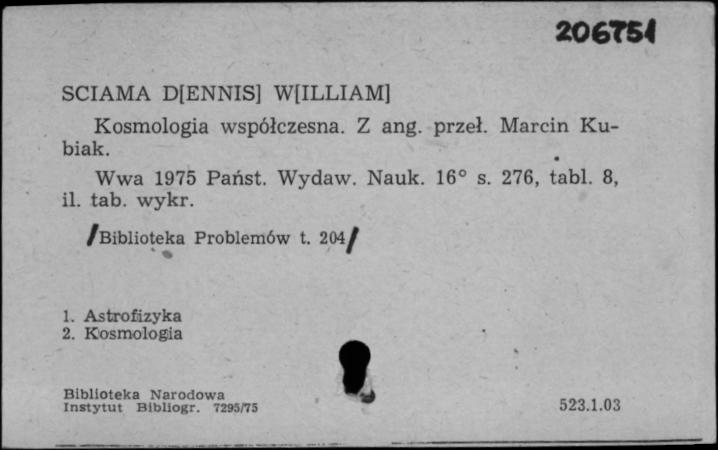 206751
SCIAMA D[ENNIS] W[ILLIAM]
Kosmologia współczesna. Z ang. przeł. Marcin Ku-
biak.
Wwa 1975 Państ. Wydaw. Nauk. 16° s. 276, tabl. 8,
il. tab. wykr.
/Biblioteka Problemów t. 204/
1. Astrofizyka
2. Kosmologia
Biblioteka Narodowa
Instytut Bibliogr. 7295/75
523.1.03